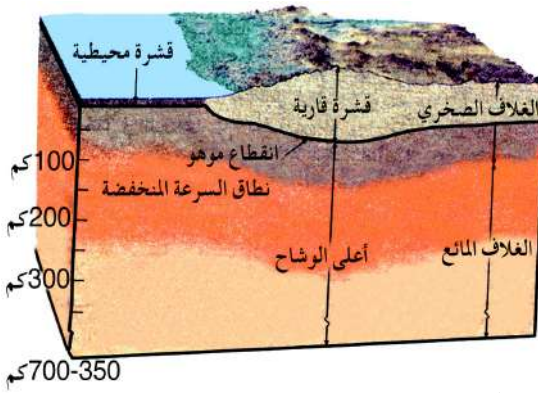 قشرة محيطية
قشرة قارية
الغلاف الصخري
انقطاع موهو
نطاق السرعة المنخفضة
أعلى الوشاح
الغلاف المائع
100كم
200كم
300كم
700-350كم